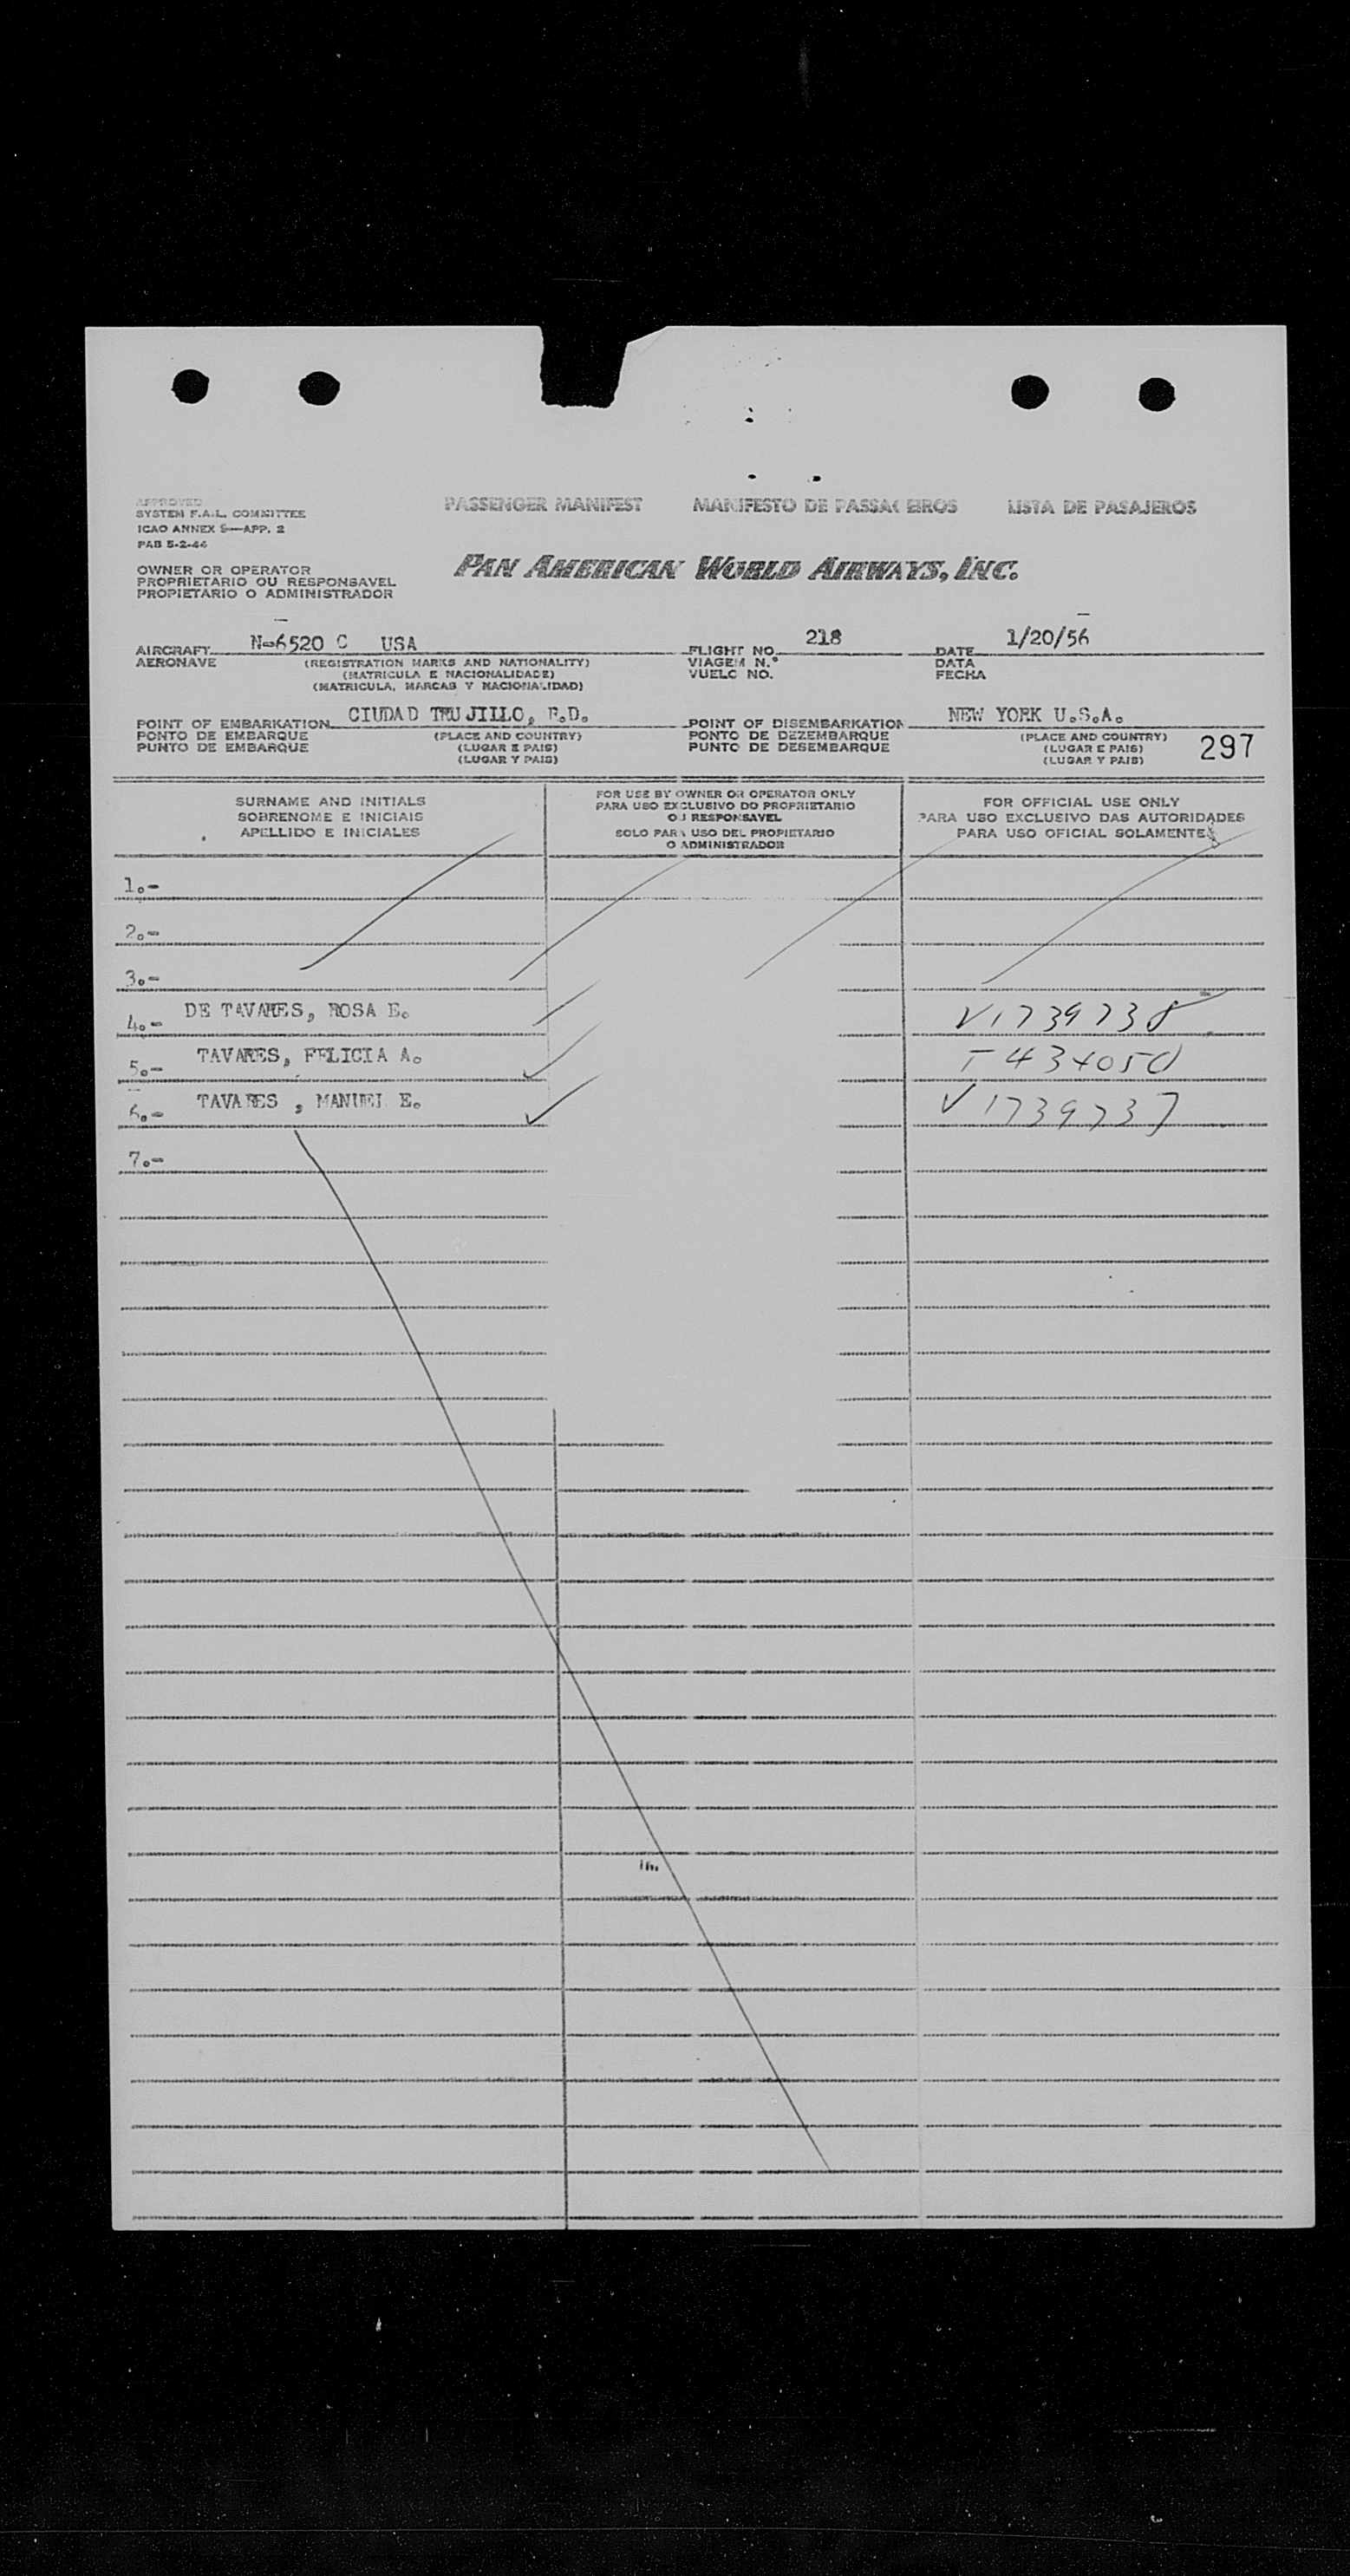 APPROVED
SYSTEM F.A.L. COMMITTEE
ICAO ANNEX 9—APP. 2
PAB 5-2-44
PASSENGER MANIFEST MANIFESTO DE PASSAGEIROS LISTA DE PASAJEROS
OWNER OR OPERATOR
PROPRIETARIO OU RESPONSAVEL
PROPIETARIO O ADMINISTRADOR
PAN AMERICAN WORLD AIRWAYS, INC.
AIRCRAFT N-6520 C USA FLIGHT NO. 218 DATE 1/20/56
AERONAVE (REGISTRATION MARKS AND NATIONALITY) VIAGEM N.° DATA
(MATRICULA E NACIONALIDADE) VUELO NO. FECHA
(MATRICULA, MARCAS Y NACIONALIDAD)
POINT OF EMBARKATION CIUDAD TRUJILLO, R.D. POINT OF DISEMBARKATION NEW YORK U.S.A.
PONTO DE EMBARQUE (PLACE AND COUNTRY) PONTO DE DEZEMBARQUE (PLACE AND COUNTRY)
PUNTO DE EMBARQUE (LUGAR E PAIS) PUNTO DE DESEMBARQUE (LUGAR E PAIS) 297
(LUGAR Y PAIS) (LUGAR Y PAIS)
SURNAME AND INITIALS
SOBRENOME E INICIAIS
APELLIDO E INICIALES
FOR USE BY OWNER OR OPERATOR ONLY
PARA USO EXCLUSIVO DO PROPRIETARIO
OU RESPONSAVEL
SOLO PARA USO DEL PROPIETARIO
O ADMINISTRADOR
FOR OFFICIAL USE ONLY
PARA USO EXCLUSIVO DAS AUTORIDADES
PARA USO OFICIAL SOLAMENTE
1.-
2.-
3.-
4.- DE TAVARES, ROSA E. V1739738
5.- TAVARES, FELICIA A. T-434050
6.- TAVARES , MANUEL E. V1739737
7.-